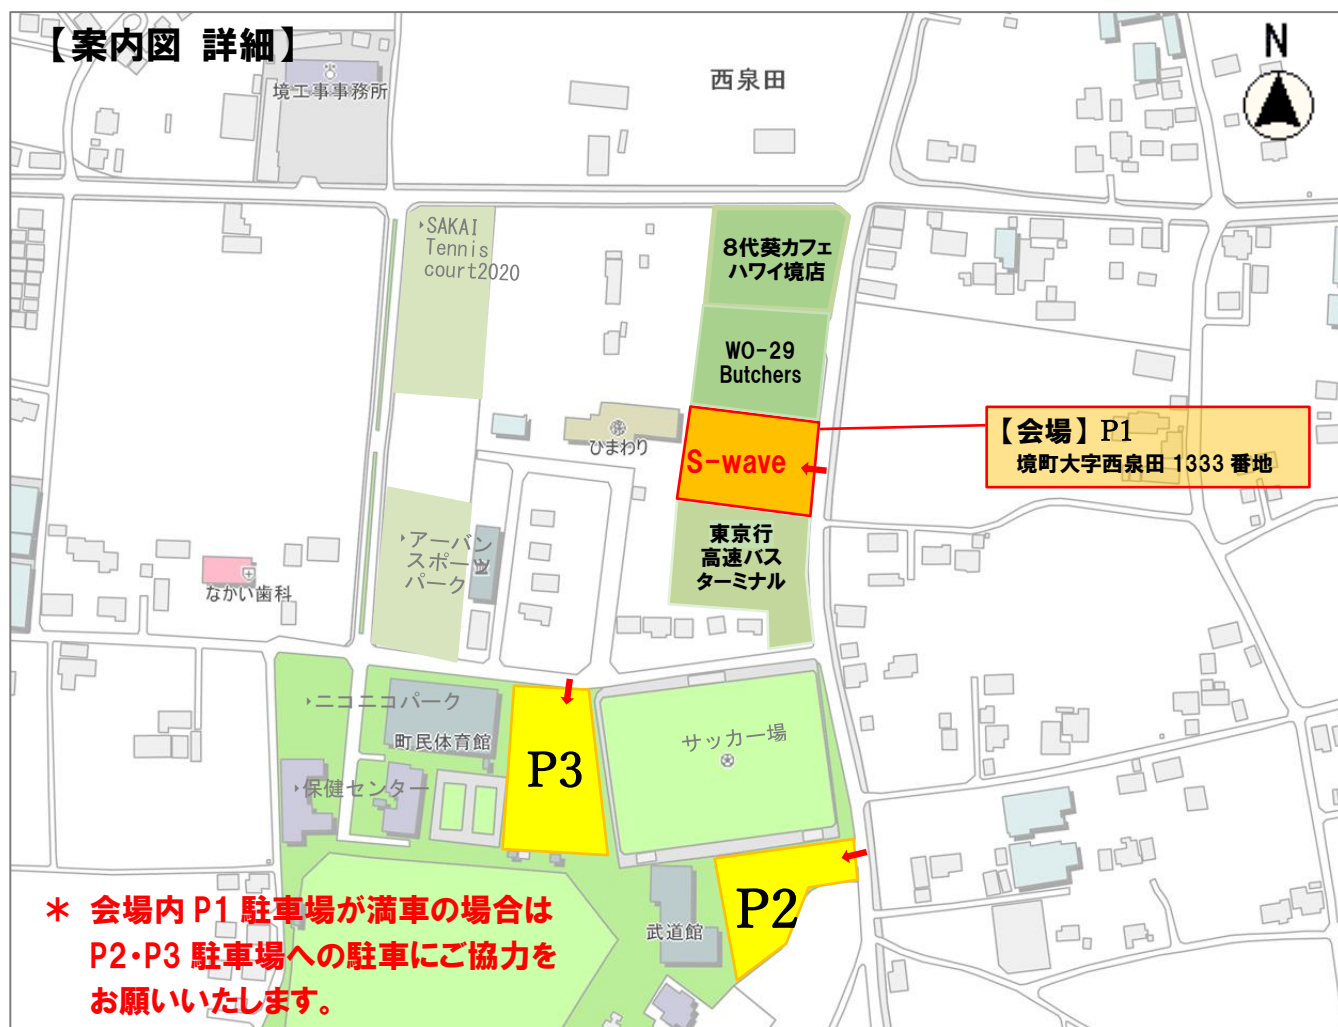 【案内図 詳細】
N
境工事事務所
西泉田
SAKAI
Tennis
court2020
8代葵カフェ
ハワイ境店
WO-29
Butchers
ひまわり
S-wave
【会場】P1
境町大字西泉田 1333 番地
東京行
高速バス
ターミナル
アーバン
スポーツ
パーク
なかい歯科
ニコニコパーク
町民体育館
保健センター
P3
サッカー場
P2
武道館
＊ 会場内 P1 駐車場が満車の場合は
P2・P3 駐車場への駐車にご協力を
お願いいたします。